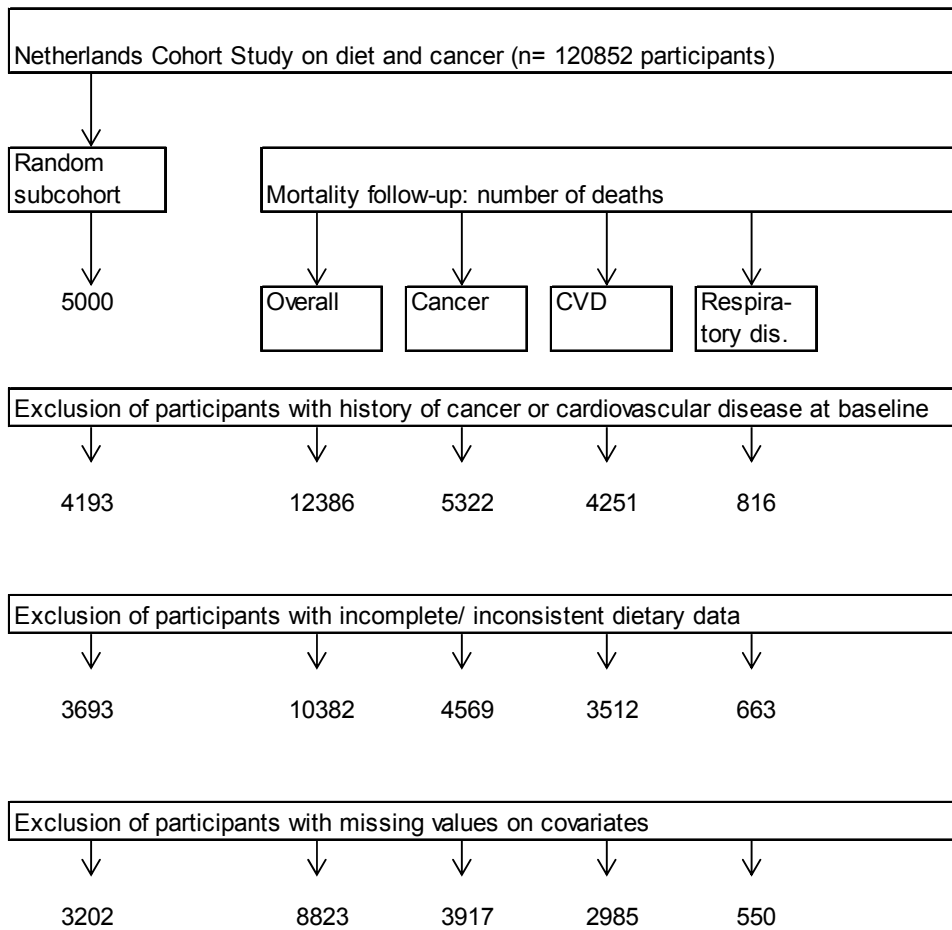 Netherlands Cohort Study on diet and cancer (n= 120852 participants)
Random
subcohort
Mortality follow-up: number of deaths
5000
Overall
Cancer
CVD
Respira-
tory dis.
Exclusion of participants with history of cancer or cardiovascular disease at baseline
4193 12386 5322 4251 816
Exclusion of participants with incomplete/ inconsistent dietary data
3693 10382 4569 3512 663
Exclusion of participants with missing values on covariates
3202 8823 3917 2985 550